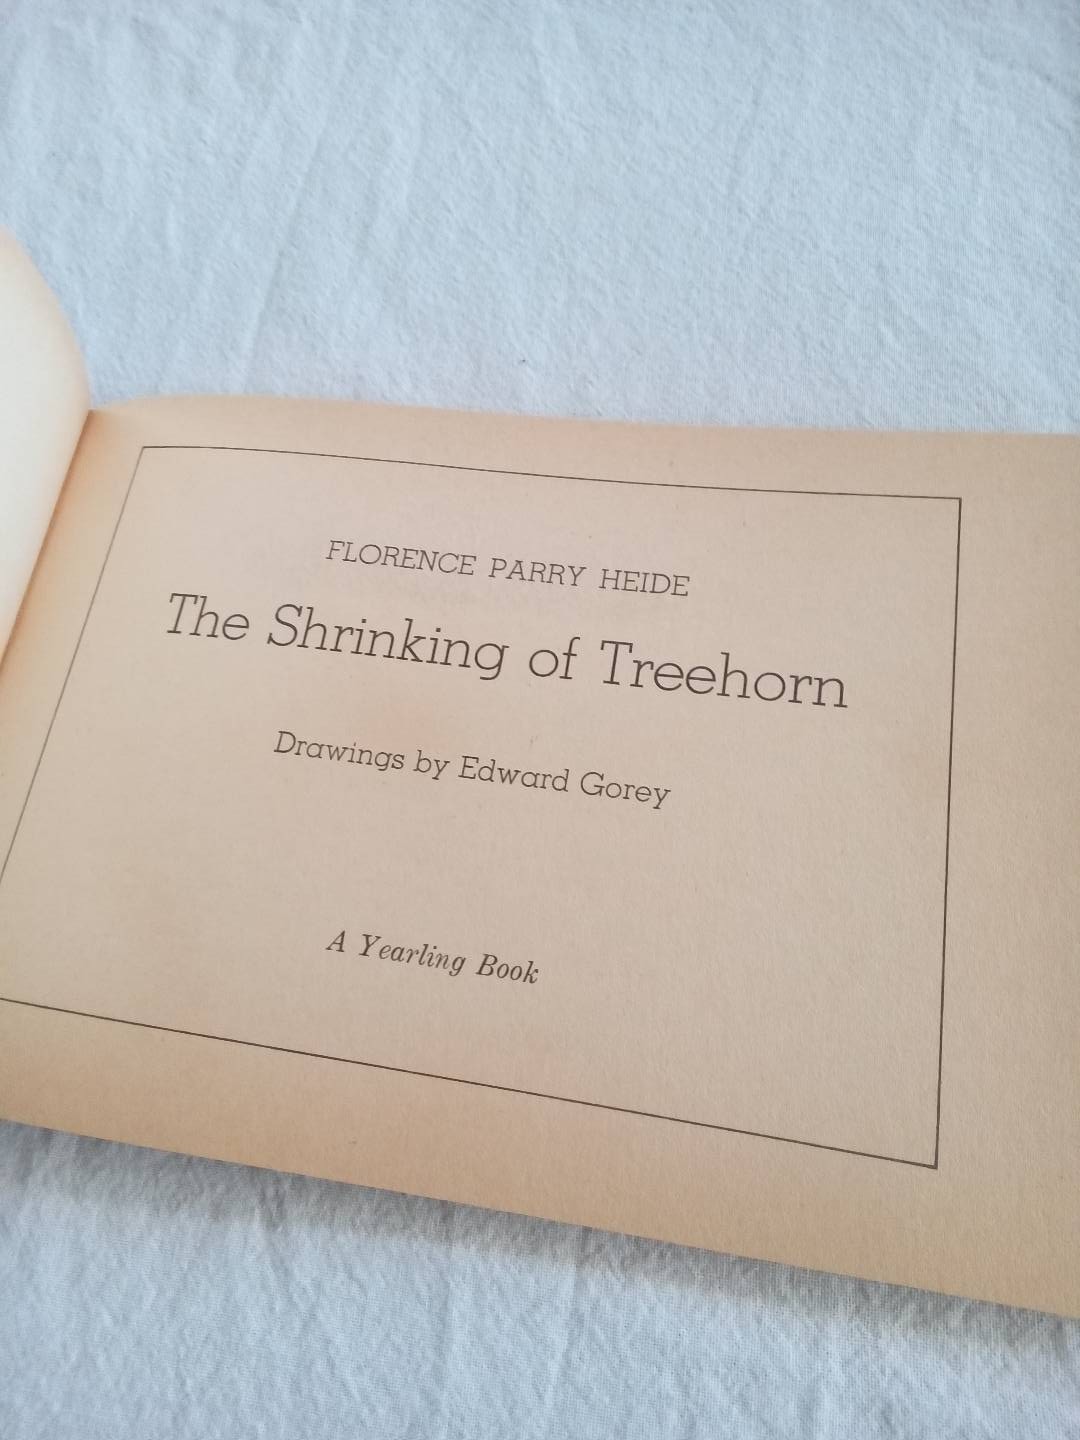 FLORENCE PARRY HEIDE
The Shrinking of Treehorn
Drawings by Edward Gorey
A Yearling Book